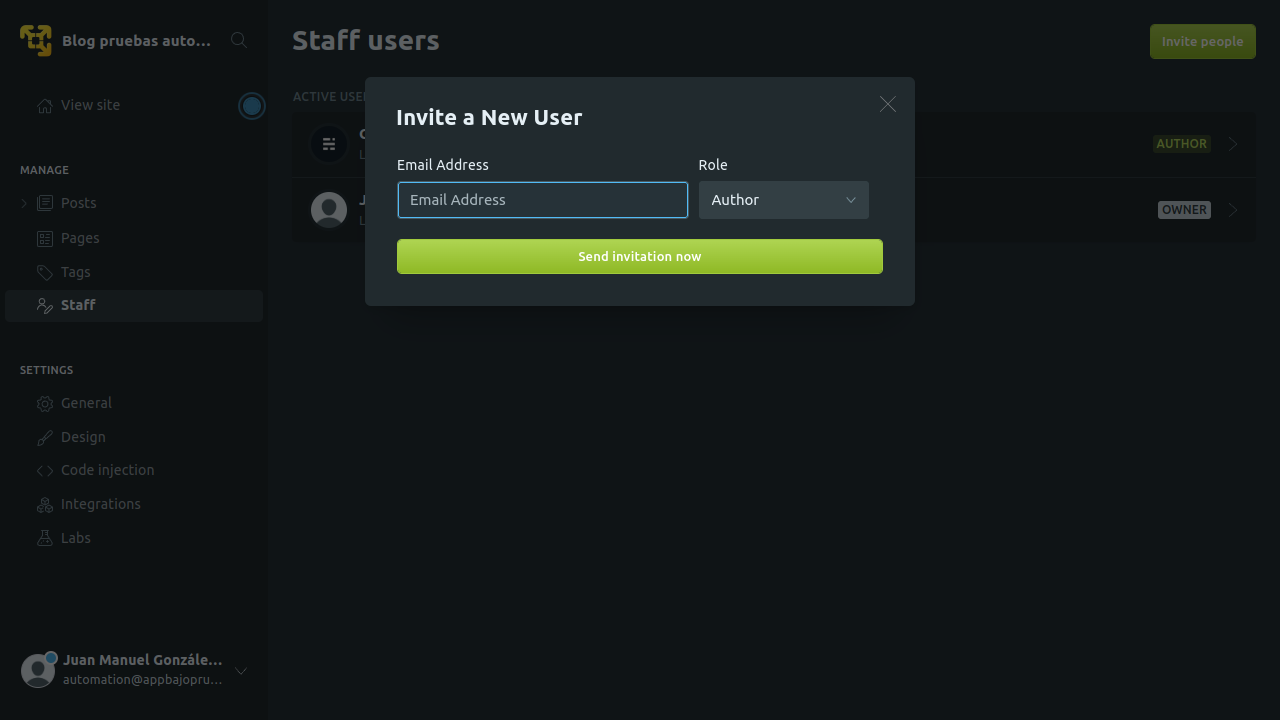 Blog pruebas auto...
View site
MANAGE
Posts
Pages
Tags
Staff
SETTINGS
General
Design
Code injection
Integrations
Labs
Juan Manuel Gonzále...
automation@appbajopru...
Staff users
Invite people
ACTIVE
AUTHOR
OWNER
Invite a New User
Email Address
Role
Email Address
Author
Send invitation now